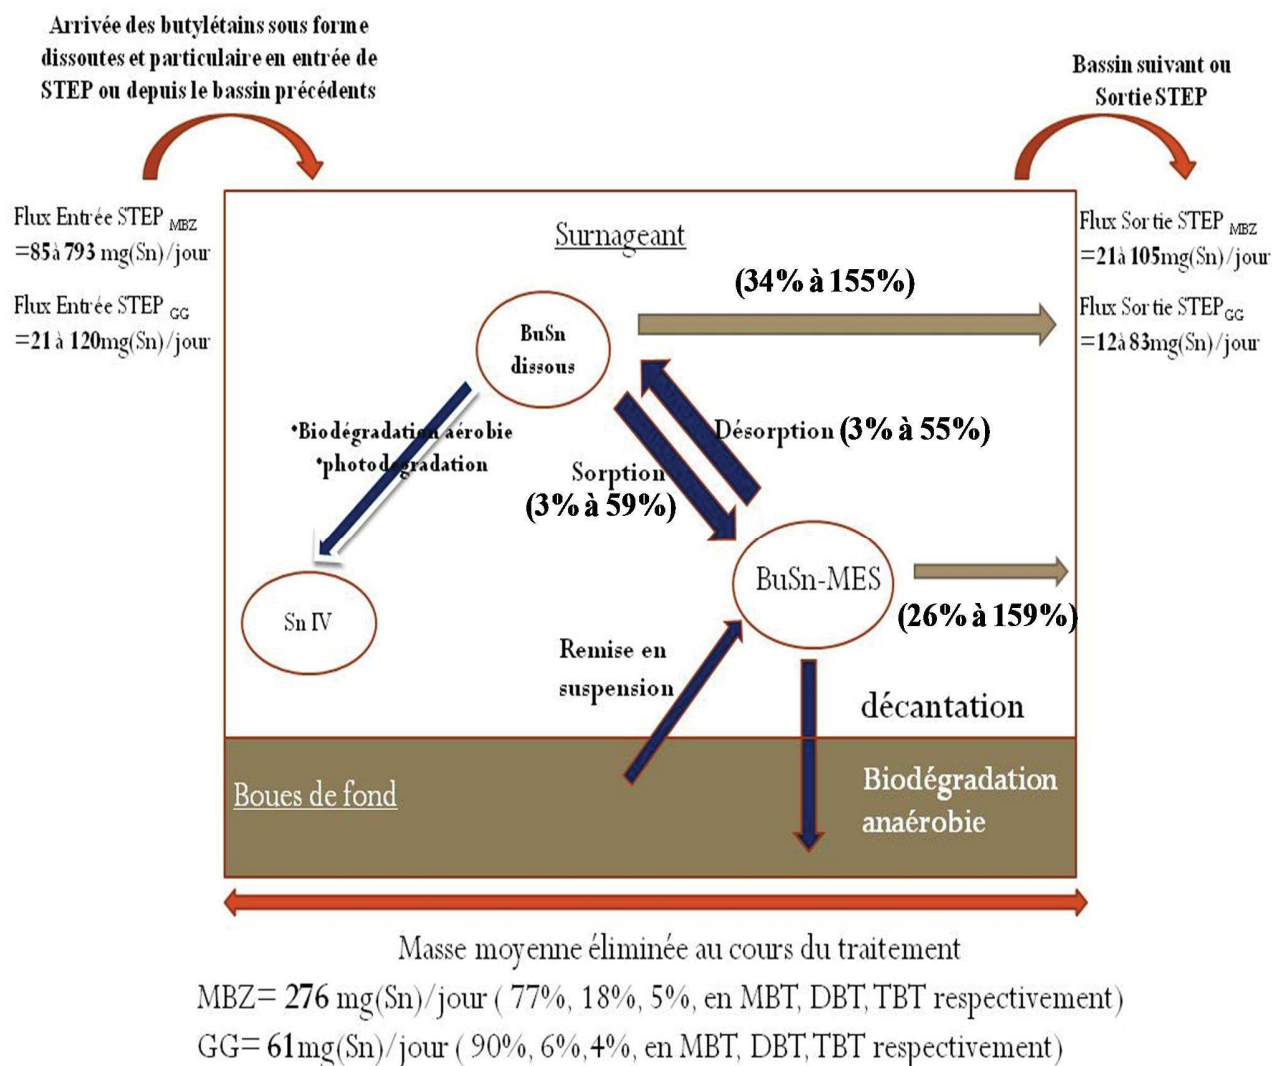 Arrivée des butylétains sous forme
dissoutes et particulaire en entrée de
STEP ou depuis le bassin précédents
Bassin suivant ou
Sortie STEP
Flux Entrée STEP MBZ
=85à 793 mg(Sn)/jour
Flux Entrée STEP GG
=21 à 120mg(Sn)/jour
Surnageant
(34% à 155%)
Flux Sortie STEP MBZ
=21à 105mg(Sn)/jour
Flux Sortie STEPGG
=12à 83mg(Sn)/jour
BuSn
dissous
•Biodégradation aérobie
•photodegradation
Désorption (3% à 55%)
Sorption
(3% à 59%)
BuSn-MES
(26% à 159%)
Sn IV
Remise en
suspension
décantation
Boues de fond
Biodégradation
anaérobie
Masse moyenne éliminée au cours du traitement
MBZ= 276 mg(Sn)/jour ( 77%, 18%, 5%, en MBT, DBT, TBT respectivement)
GG= 61mg(Sn)/jour ( 90%, 6%,4%, en MBT, DBT,TBT respectivement)